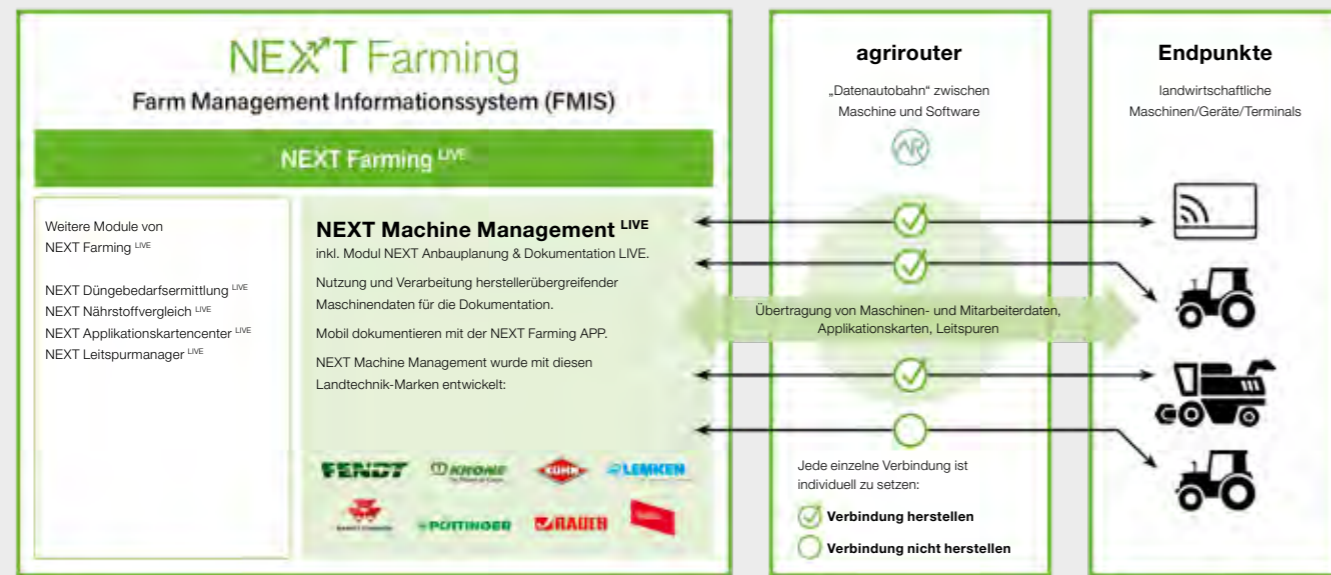 NEXT Farming
Farm Management Informationssystem (FMIS)
NEXT Farming LIVE
Weitere Module von
NEXT Farming LIVE
NEXT Düngebedarfsermittlung LIVE
NEXT Nährstoffvergleich LIVE
NEXT Applikationskartencenter LIVE
NEXT Leitspurmanager LIVE
NEXT Machine Management LIVE
inkl. Modul NEXT Anbauplanung & Dokumentation LIVE.
Nutzung und Verarbeitung herstellerübergreifender
Maschinendaten für die Dokumentation.
Mobil dokumentieren mit der NEXT Farming APP.
NEXT Machine Management wurde mit diesen
Landtechnik-Marken entwickelt:
FENDT
KRONE
KUHN
LEMKEN
PÖTTINGER
RAUCH
agrirouter
„Datenautobahn“ zwischen
Maschine und Software
AR
Übertragung von Maschinen- und Mitarbeiterdaten,
Applikationskarten, Leitspuren
Jede einzelne Verbindung ist
individuell zu setzen:
Verbindung herstellen
Verbindung nicht herstellen
Endpunkte
landwirtschaftliche
Maschinen/Geräte/Terminals